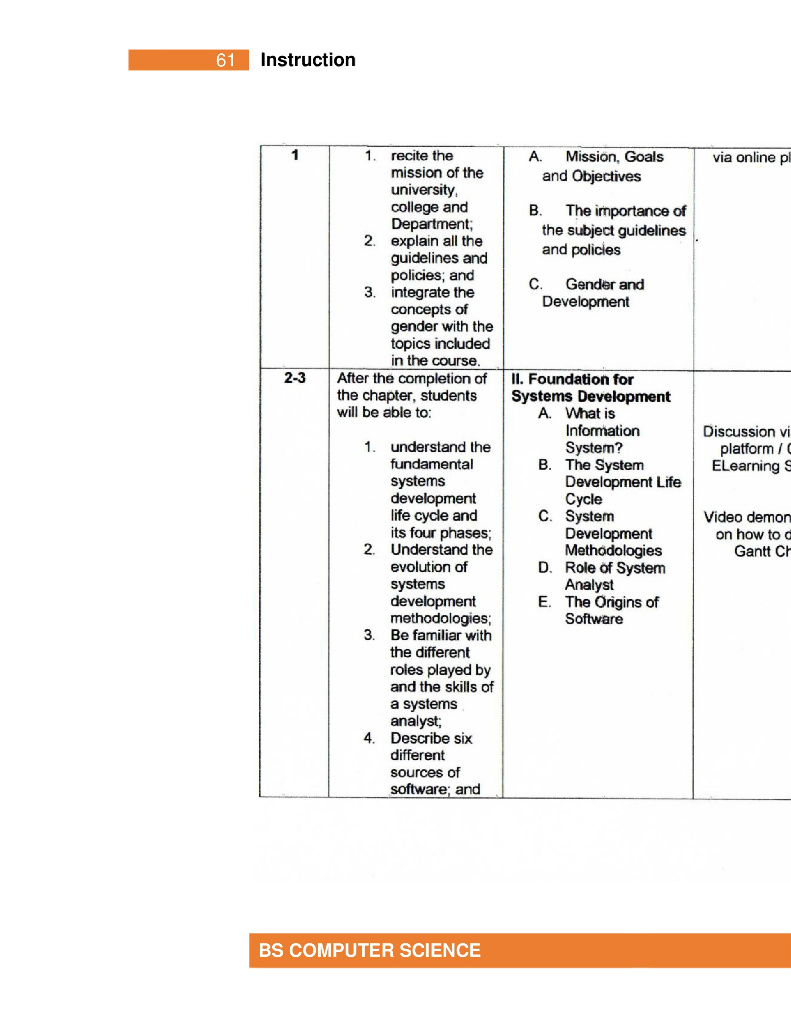 61 Instruction
1
1. recite the
mission of the
university,
college and
Department;
2. explain all the
guidelines and
policies; and
3. integrate the
concepts of
gender with the
topics included
in the course.
A. Mission, Goals
and Objectives
B. The importance of
the subject guidelines
and policies
C. Gender and
Development
via online pl
2-3
After the completion of
the chapter, students
will be able to:
1. understand the
fundamental
systems
development
life cycle and
its four phases;
2. Understand the
evolution of
systems
development
methodologies;
3. Be familiar with
the different
roles played by
and the skills of
a systems
analyst;
4. Describe six
different
sources of
software; and
II. Foundation for
Systems Development
A. What is
Information
System?
B. The System
Development Life
Cycle
C. System
Development
Methodologies
D. Role of System
Analyst
E. The Origins of
Software
Discussion vi
platform /
ELearning S
Video demon
on how to d
Gantt Ch
BS COMPUTER SCIENCE